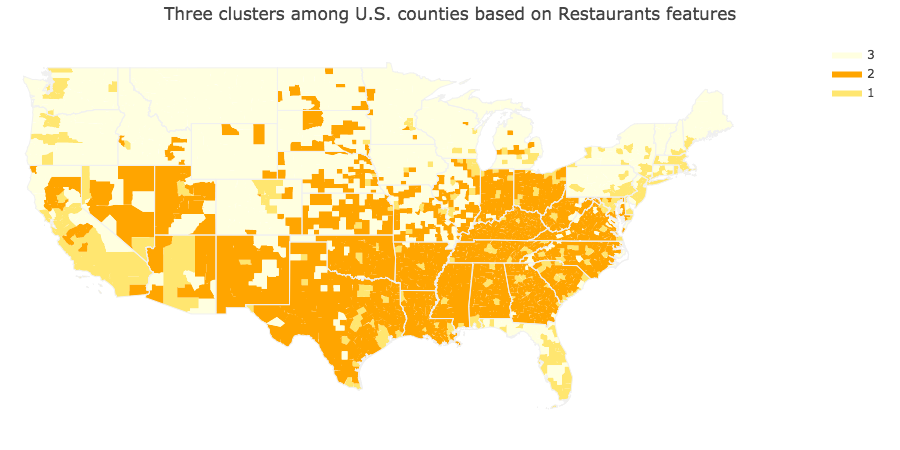 Three clusters among U.S. counties based on Restaurants features
3
2
1